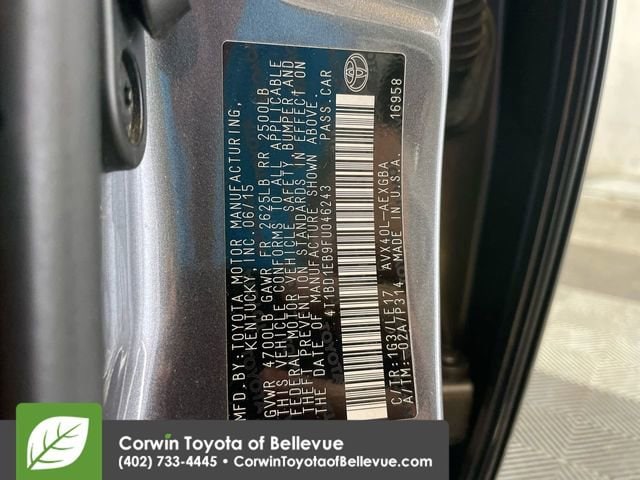 MFD. BY: TOYOTA MOTOR MANUFACTURING,
KENTUCKY, INC. 06/15
GVWR 4700LB GAWR FR 2625LB RR 2500LB
THIS VEHICLE CONFORMS TO ALL APPLICABLE
FEDERAL MOTOR VEHICLE SAFETY, BUMPER, AND
THEFT PREVENTION STANDARDS IN EFFECT ON
THE DATE OF MANUFACTURE SHOWN ABOVE.
4T1BD1EB9FU046243 PASS. CAR
C/TR: 1G3/LE17 AVX40L-AEXGBA
A/TM: -02A/P314 MADE IN U.S.A. 16958
Corwin Toyota of Bellevue
(402) 733-4445 • CorwinToyotaofBellevue.com